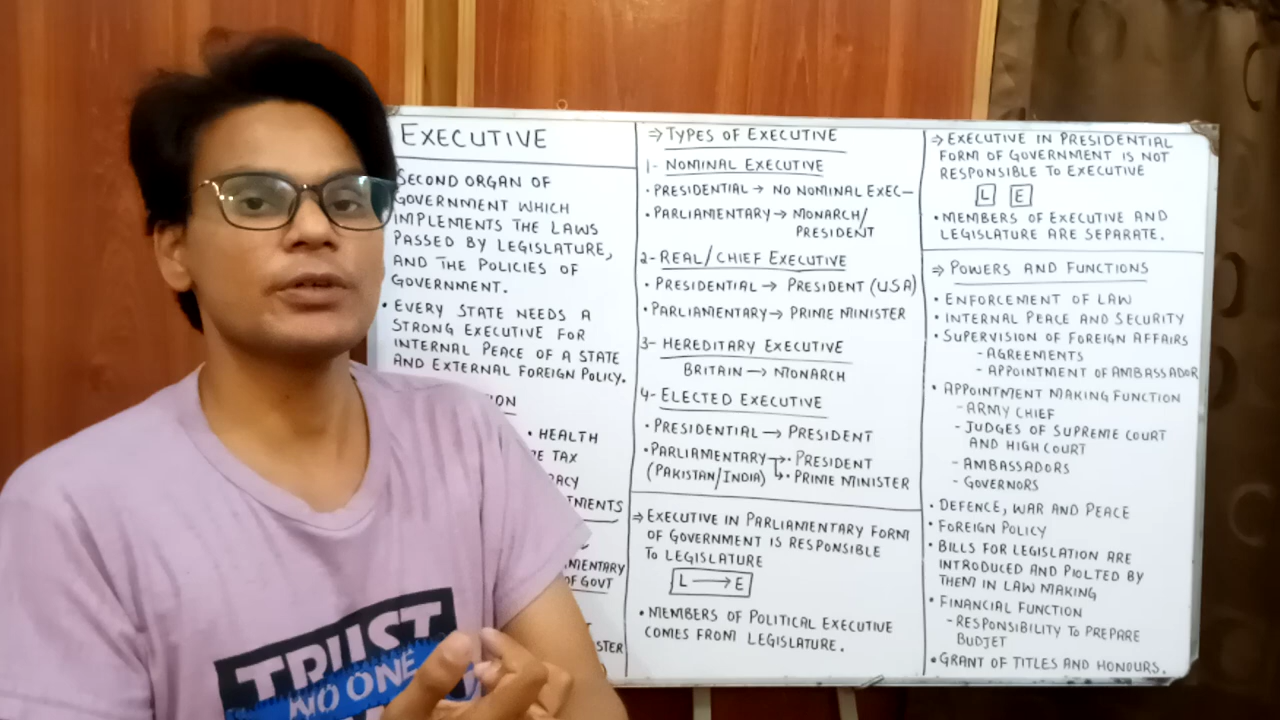 EXECUTIVE
SECOND ORGAN OF
GOVERNMENT WHICH
IMPLEMENTS THE LAWS
PASSED BY LEGISLATURE,
AND THE POLICIES OF
GOVERNMENT.
• EVERY STATE NEEDS A
STRONG EXECUTIVE FOR
INTERNAL PEACE OF A STATE
AND EXTERNAL FOREIGN POLICY.
• HEALTH
TAX
OF GOVT
⇒ TYPES OF EXECUTIVE
1- NOMINAL EXECUTIVE
• PRESIDENTIAL → NO NOMINAL EXEC-
• PARLIAMENTARY → MONARCH/
PRESIDENT
2- REAL/CHIEF EXECUTIVE
• PRESIDENTIAL → PRESIDENT (USA)
• PARLIAMENTARY → PRIME MINISTER
3- HEREDITARY EXECUTIVE
BRITAIN → MONARCH
4- ELECTED EXECUTIVE
• PRESIDENTIAL → PRESIDENT
• PARLIAMENTARY → • PRESIDENT
(PAKISTAN/INDIA) ↳ • PRIME MINISTER
⇒ EXECUTIVE IN PARLIAMENTARY FORM
OF GOVERNMENT IS RESPONSIBLE
TO LEGISLATURE
L → E
• MEMBERS OF POLITICAL EXECUTIVE
COMES FROM LEGISLATURE.
⇒ EXECUTIVE IN PRESIDENTIAL
FORM OF GOVERNMENT IS NOT
RESPONSIBLE TO EXECUTIVE
L E
• MEMBERS OF EXECUTIVE AND
LEGISLATURE ARE SEPARATE.
⇒ POWERS AND FUNCTIONS
• ENFORCEMENT OF LAW
• INTERNAL PEACE AND SECURITY
• SUPERVISION OF FOREIGN AFFAIRS
- AGREEMENTS
- APPOINTMENT OF AMBASSADOR
• APPOINTMENT MAKING FUNCTION
- ARMY CHIEF
- JUDGES OF SUPREME COURT
AND HIGH COURT
- AMBASSADORS
- GOVERNORS
• DEFENCE, WAR AND PEACE
• FOREIGN POLICY
• BILLS FOR LEGISLATION ARE
INTRODUCED AND PIOLTED BY
THEM IN LAW MAKING
• FINANCIAL FUNCTION
- RESPONSIBILITY TO PREPARE
BUDJET
• GRANT OF TITLES AND HONOURS.
TRUST
NO ONE